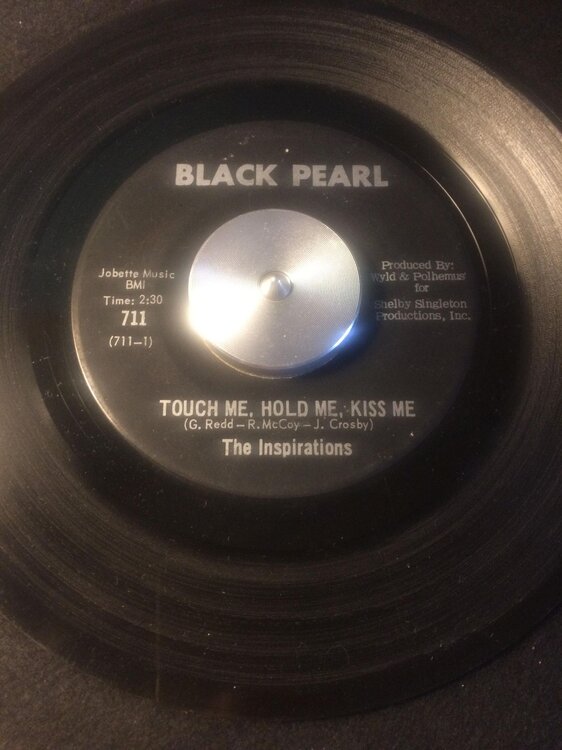 BLACK PEARL
Jobette Music
BMI
Time: 2:30
711
(711-1)
Produced By:
Wyld & Polhemus
for
Shelby Singleton
Productions, Inc.
TOUCH ME, HOLD ME, KISS ME
(G. Redd - R. McCoy - J. Crosby)
The Inspirations